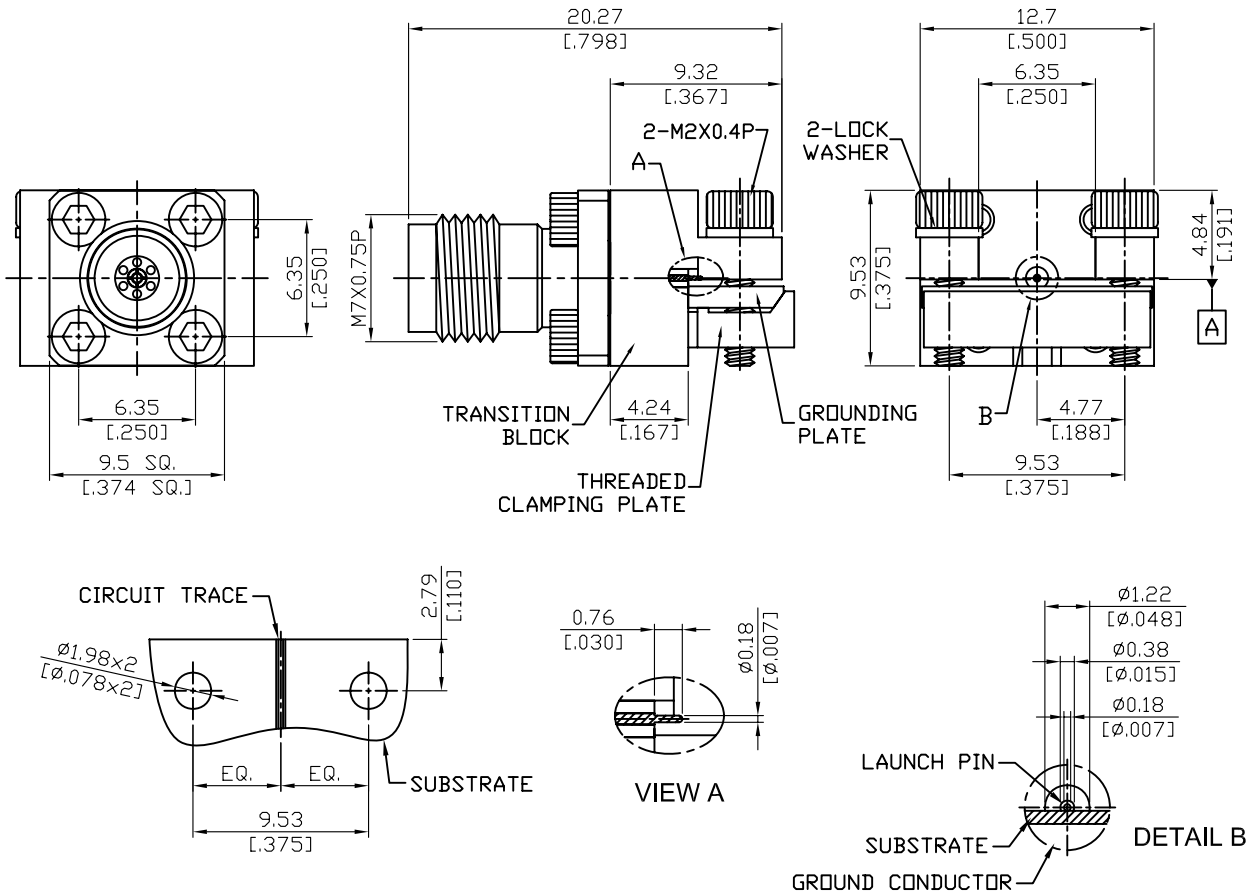 20.27
[.798]
12.7
[.500]
9.32
[.367]
6.35
[.250]
2-M2X0.4P
2-LOCK
WASHER
A
M7X0.75P
6.35
[.250]
9.53
[.375]
4.84
[.191]
A
6.35
[.250]
9.5 SQ.
[.374 SQ.]
TRANSITION
BLOCK
4.24
[.167]
GROUNDING
PLATE
THREADED
CLAMPING PLATE
B
4.77
[.188]
9.53
[.375]
CIRCUIT TRACE
2.79
[.110]
Ø1.98×2
[Ø.078×2]
EQ.
EQ.
SUBSTRATE
9.53
[.375]
0.76
[.030]
Ø0.18
[Ø.007]
VIEW A
Ø1.22
[Ø.048]
Ø0.38
[Ø.015]
Ø0.18
[Ø.007]
LAUNCH PIN
SUBSTRATE
GROUND CONDUCTOR
DETAIL B